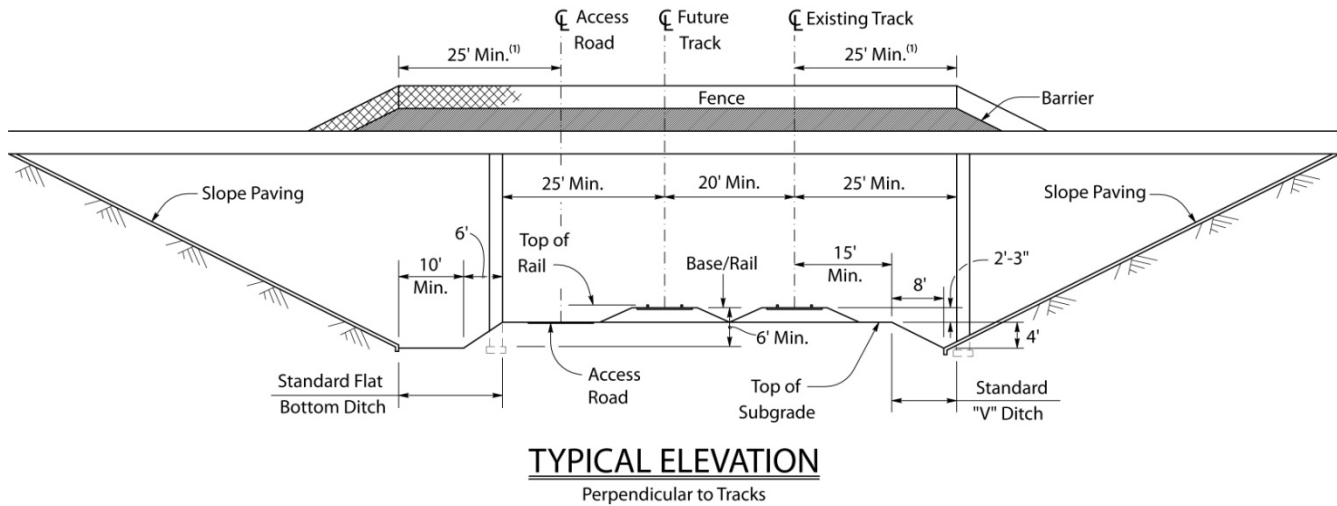 ℄ Access
Road
℄ Future
Track
℄ Existing Track
25' Min.(1)
25' Min.(1)
Fence
Barrier
Slope Paving
25' Min.
20' Min.
25' Min.
Slope Paving
6'
10'
Min.
Top of
Rail
Base/Rail
15'
Min.
2'-3"
8'
6' Min.
4'
Standard Flat
Bottom Ditch
Access
Road
Top of
Subgrade
Standard
"V" Ditch
TYPICAL ELEVATION
Perpendicular to Tracks